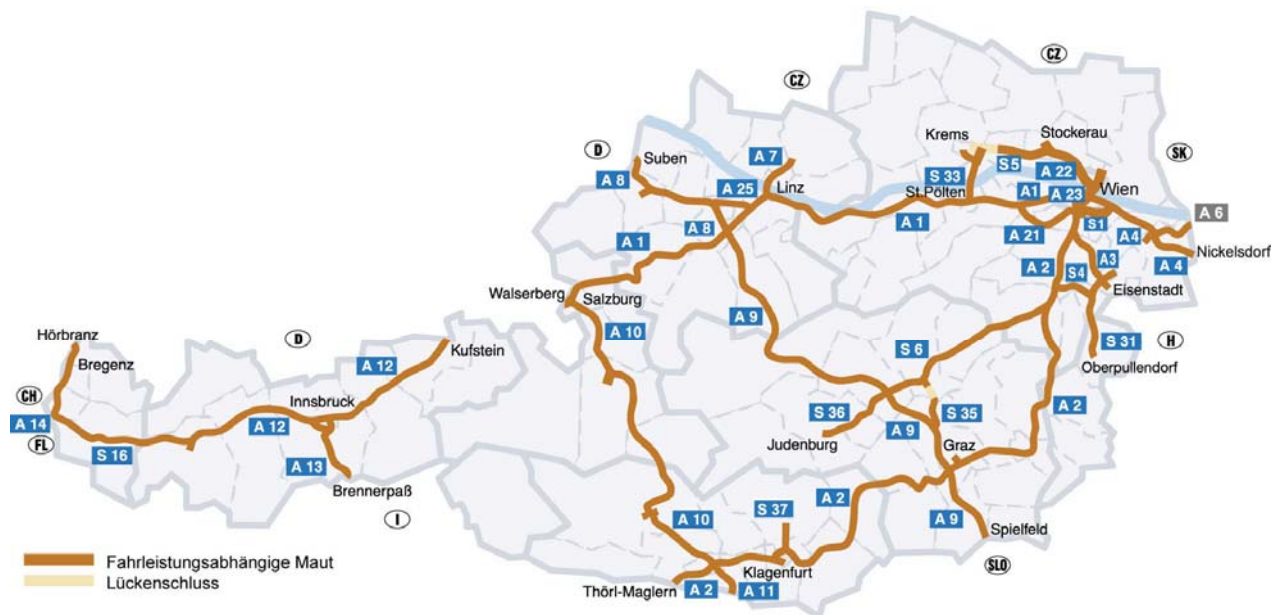 CZ
CZ
Krems
Stockerau
D
Suben
A 7
SK
A 8
A 25
Linz
S 33
S 5
A 22
Wien
St.Pölten
A1
A 23
A 6
A 8
A 1
A 1
A 21
S1
A4
Nickelsdorf
A 4
A 2
S4
A3
Eisenstadt
Walserberg
Salzburg
A 10
A 9
H
Hörbranz
D
Bregenz
A 12
Kufstein
S 6
S 31
Oberpullendorf
CH
Innsbruck
A 14
FL
S 16
A 12
S 36
S 35
A 2
Judenburg
A 9
Graz
A 13
Brennerpaß
I
A 10
S 37
A 2
A 9
Spielfeld
SLO
Fahrleistungsabhängige Maut
Lückenschluss
Klagenfurt
Thörl-Maglern
A 2
A 11